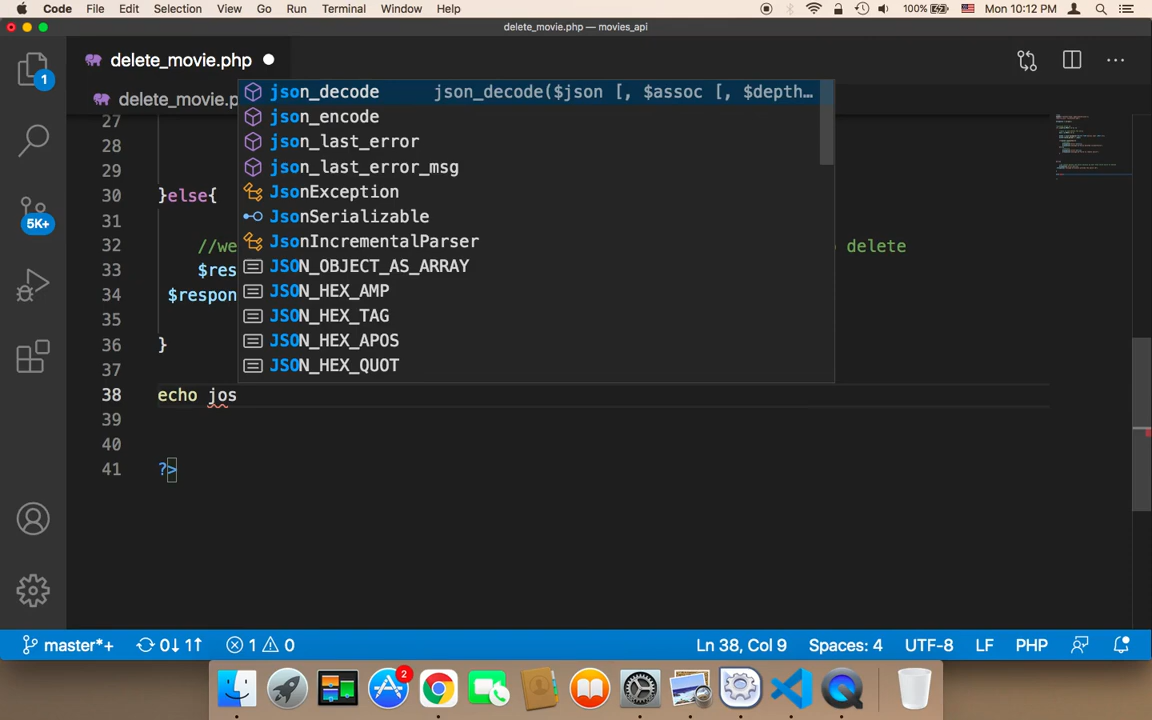 Code File Edit Selection View Go Run Terminal Window Help 100% Mon 10:12 PM
delete_movie.php — movies_api
1 delete_movie.php
delete_movie.p
json_decode json_decode($json [, $assoc [, $depth…
json_encode
json_last_error
json_last_error_msg
JsonException
JsonSerializable
JsonIncrementalParser
JSON_OBJECT_AS_ARRAY
JSON_HEX_AMP
JSON_HEX_TAG
JSON_HEX_APOS
JSON_HEX_QUOT
27
28
29
30 }else{
31
32 //we delete
33 $res
34 $respon
35
36 }
37
38 echo jos
39
40
41 ?>
5K+
master*+ 0↓ 1↑ 1 0 Ln 38, Col 9 Spaces: 4 UTF-8 LF PHP
2